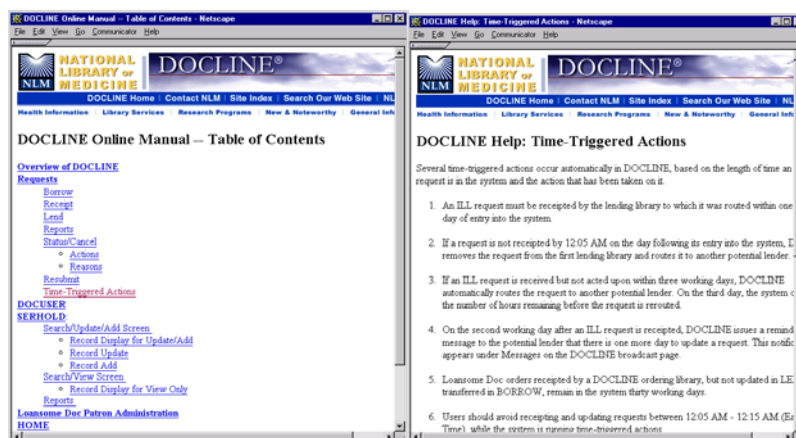 DOCLINE Online Manual -- Table of Contents - Netscape
File Edit View Go Communicator Help
NATIONAL
LIBRARY OF
MEDICINE
NLM
DOCLINE®
DOCLINE Home | Contact NLM | Site Index | Search Our Web Site | NL
Health Information | Library Services | Research Programs | New & Noteworthy | General Info
DOCLINE Online Manual -- Table of Contents
Overview of DOCLINE
Requests
Borrow
Receipt
Lend
Reports
Status/Cancel
Actions
Reasons
Resubmit
Time-Triggered Actions
DOCUSER
SERHOLD:
Search/Update/Add Screen
Record Display for Update/Add
Record Update
Record Add
Search/View Screen
Record Display for View Only
Reports
Loansome Doc Patron Administration
HOME
DOCLINE Help: Time-Triggered Actions - Netscape
File Edit View Go Communicator Help
NATIONAL
LIBRARY OF
MEDICINE
NLM
DOCLINE®
DOCLINE Home | Contact NLM | Site Index | Search Our Web Site | NL
Health Information | Library Services | Research Programs | New & Noteworthy | General Inf
DOCLINE Help: Time-Triggered Actions
Several time-triggered actions occur automatically in DOCLINE, based on the length of time an
request is in the system and the action that has been taken on it.
1. An ILL request must be receipted by the lending library to which it was routed within one
day of entry into the system.
2. If a request is not receipted by 12:05 AM on the day following its entry into the system, D
removes the request from the first lending library and routes it to another potential lender.
3. If an ILL request is received but not acted upon within three working days, DOCLINE
automatically routes the request to another potential lender. On the third day, the system
the number of hours remaining before the request is rerouted.
4. On the second working day after an ILL request is receipted, DOCLINE issues a remind
message to the potential lender that there is one more day to update a request. This notific
appears under Messages on the DOCLINE broadcast page.
5. Loansome Doc orders receipted by a DOCLINE ordering library, but not updated in LE
transferred in BORROW, remain in the system thirty working days.
6. Users should avoid receipting and updating requests between 12:05 AM - 12:15 AM (Ea
Time), while the system is running time-triggered actions